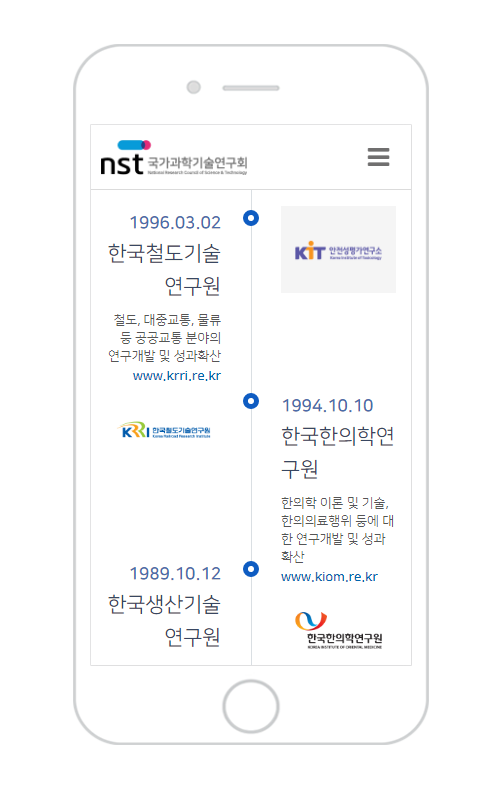 nst 국가과학기술연구회
National Research Council of Science & Technology
1996.03.02
한국철도기술
연구원
철도, 대중교통, 물류
등 공공교통 분야의
연구개발 및 성과확산
www.krri.re.kr
KRRI 한국철도기술연구원
Korea Railroad Research Institute
1989.10.12
한국생산기술
연구원
KIT 안전성평가연구소
Korea Institute of Toxicology
1994.10.10
한국한의학연
구원
한의학 이론 및 기술,
한의의료행위 등에 대
한 연구개발 및 성과
확산
www.kiom.re.kr
한국한의학연구원
KOREA INSTITUTE OF ORIENTAL MEDICINE